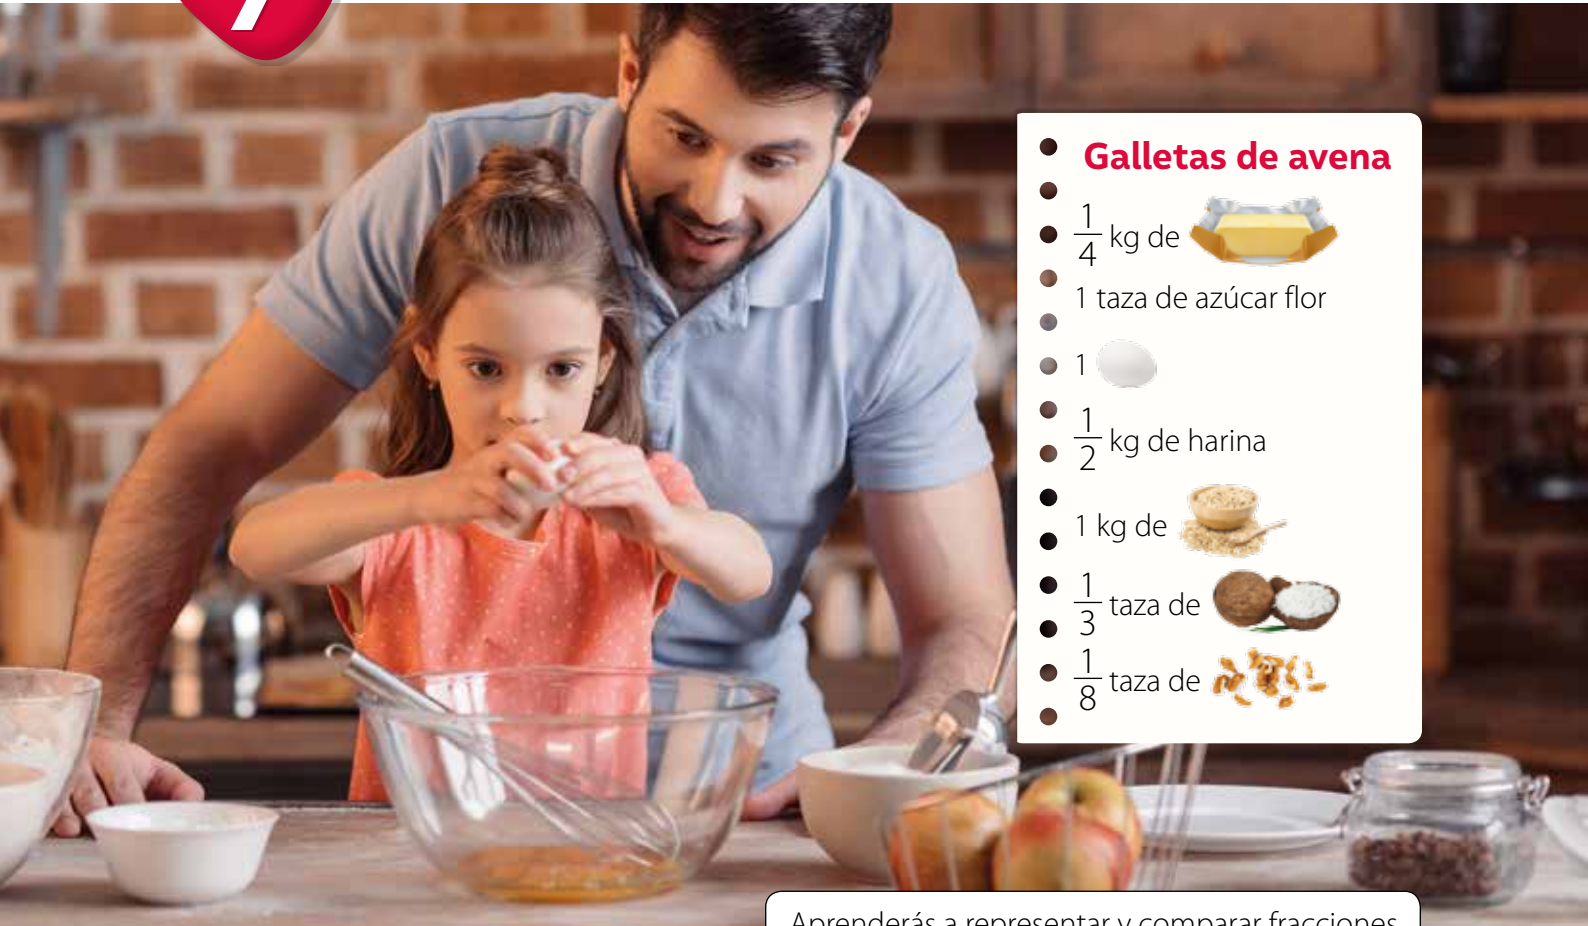 Galletas de avena
1/4 kg de
1 taza de azúcar flor
1
1/2 kg de harina
1 kg de
1/3 taza de
1/8 taza de
Aprenderás a representar y comparar fracciones